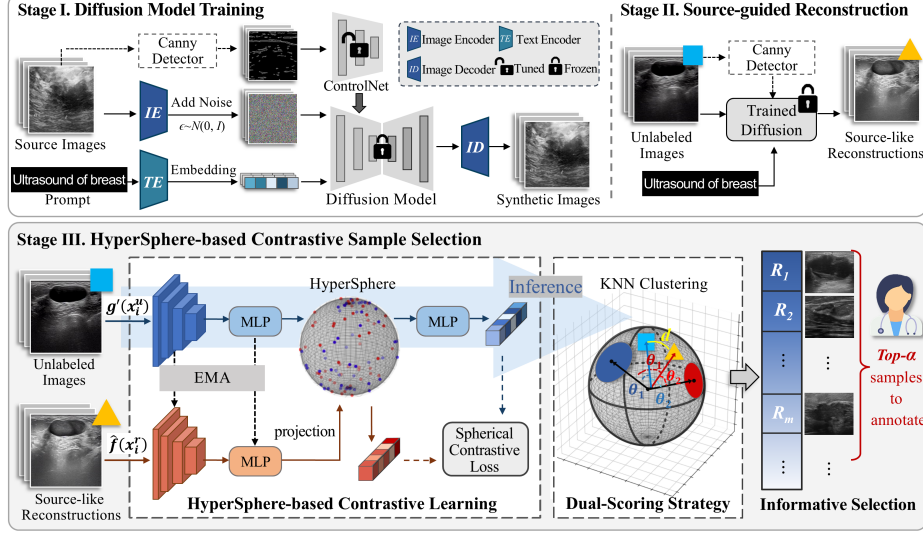 Stage I. Diffusion Model Training
Canny
Detector
ControlNet
IE Image Encoder TE Text Encoder
ID Image Decoder Tuned Frozen
Source Images
IE
Add Noise
ϵ~N(0, I)
Ultrasound of breast
Prompt
TE
Embedding
Diffusion Model
ID
Synthetic Images
Stage II. Source-guided Reconstruction
Canny
Detector
Unlabeled
Images
Trained
Diffusion
Source-like
Reconstructions
Ultrasound of breast
Stage III. HyperSphere-based Contrastive Sample Selection
Unlabeled
Images
g'(x_i^u)
MLP
HyperSphere
MLP
Inference
EMA
Source-like
Reconstructions
f̂(x_i^r)
MLP
projection
Spherical
Contrastive
Loss
HyperSphere-based Contrastive Learning
KNN Clustering
d
θ1
θ2
Dual-Scoring Strategy
R1
R2
⋮
Rm
⋮
⋮
⋮
Top-α
samples
to
annotate
Informative Selection